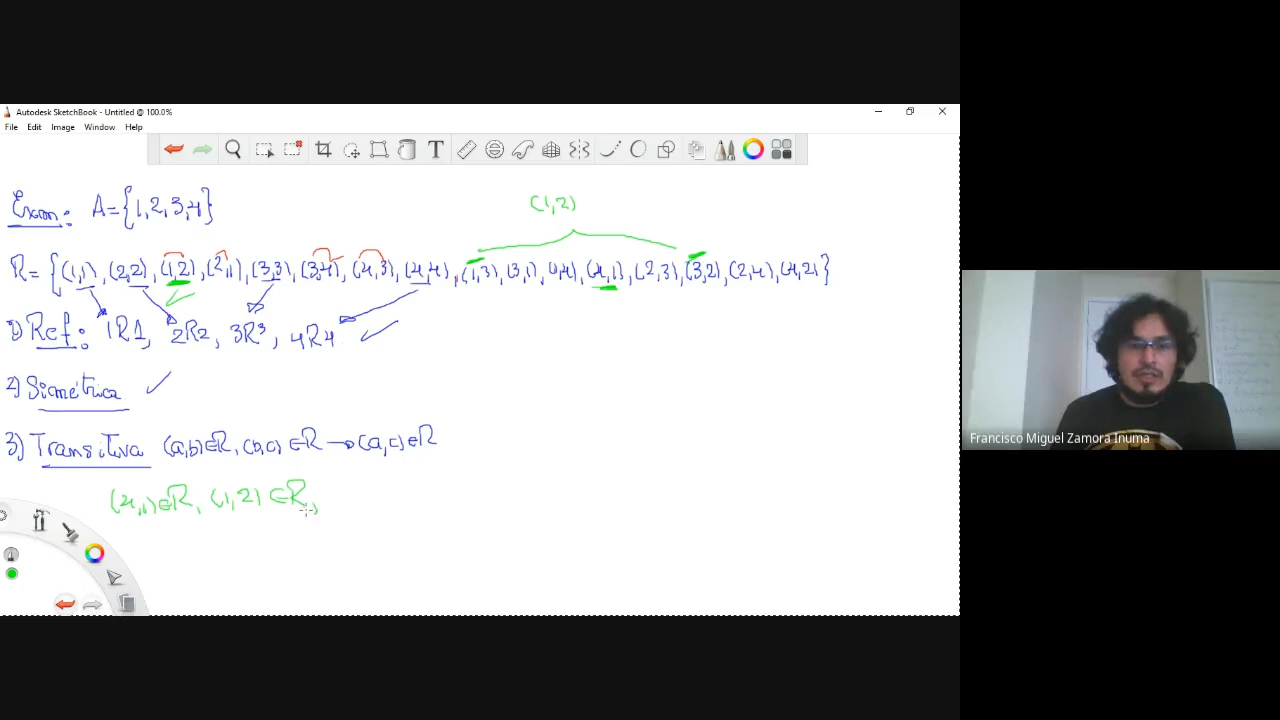 Autodesk SketchBook - Untitled @ 100.0%
File Edit Image Window Help
T
(1,2)
Exam: A={1,2,3,4}
R={(1,1),(2,2),(1,2),(2,1),(3,3),(3,4),(4,3),(4,4),(1,3),(3,1),(1,4),(4,1),(2,3),(3,2),(2,4),(4,2)}
1) Ref: 1R1, 2R2, 3R3, 4R4
2) Simétrica ✓
3) Transitiva (a,b)∈R, (b,c)∈R→(a,c)∈R
(4,1)∈R, (1,2)∈R,
Francisco Miguel Zamora Inuma